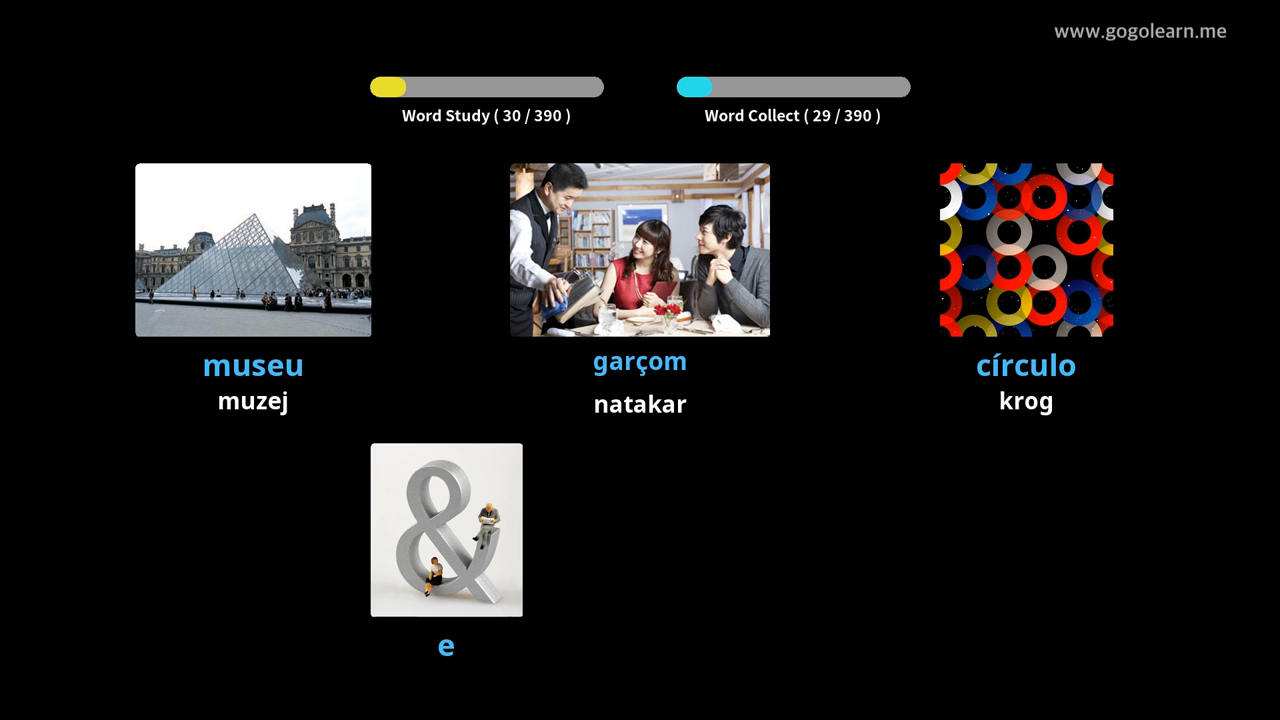 www.gogolearn.me
Word Study ( 30 / 390 )
Word Collect ( 29 / 390 )
museu
muzej
garçom
natakar
círculo
krog
&
e